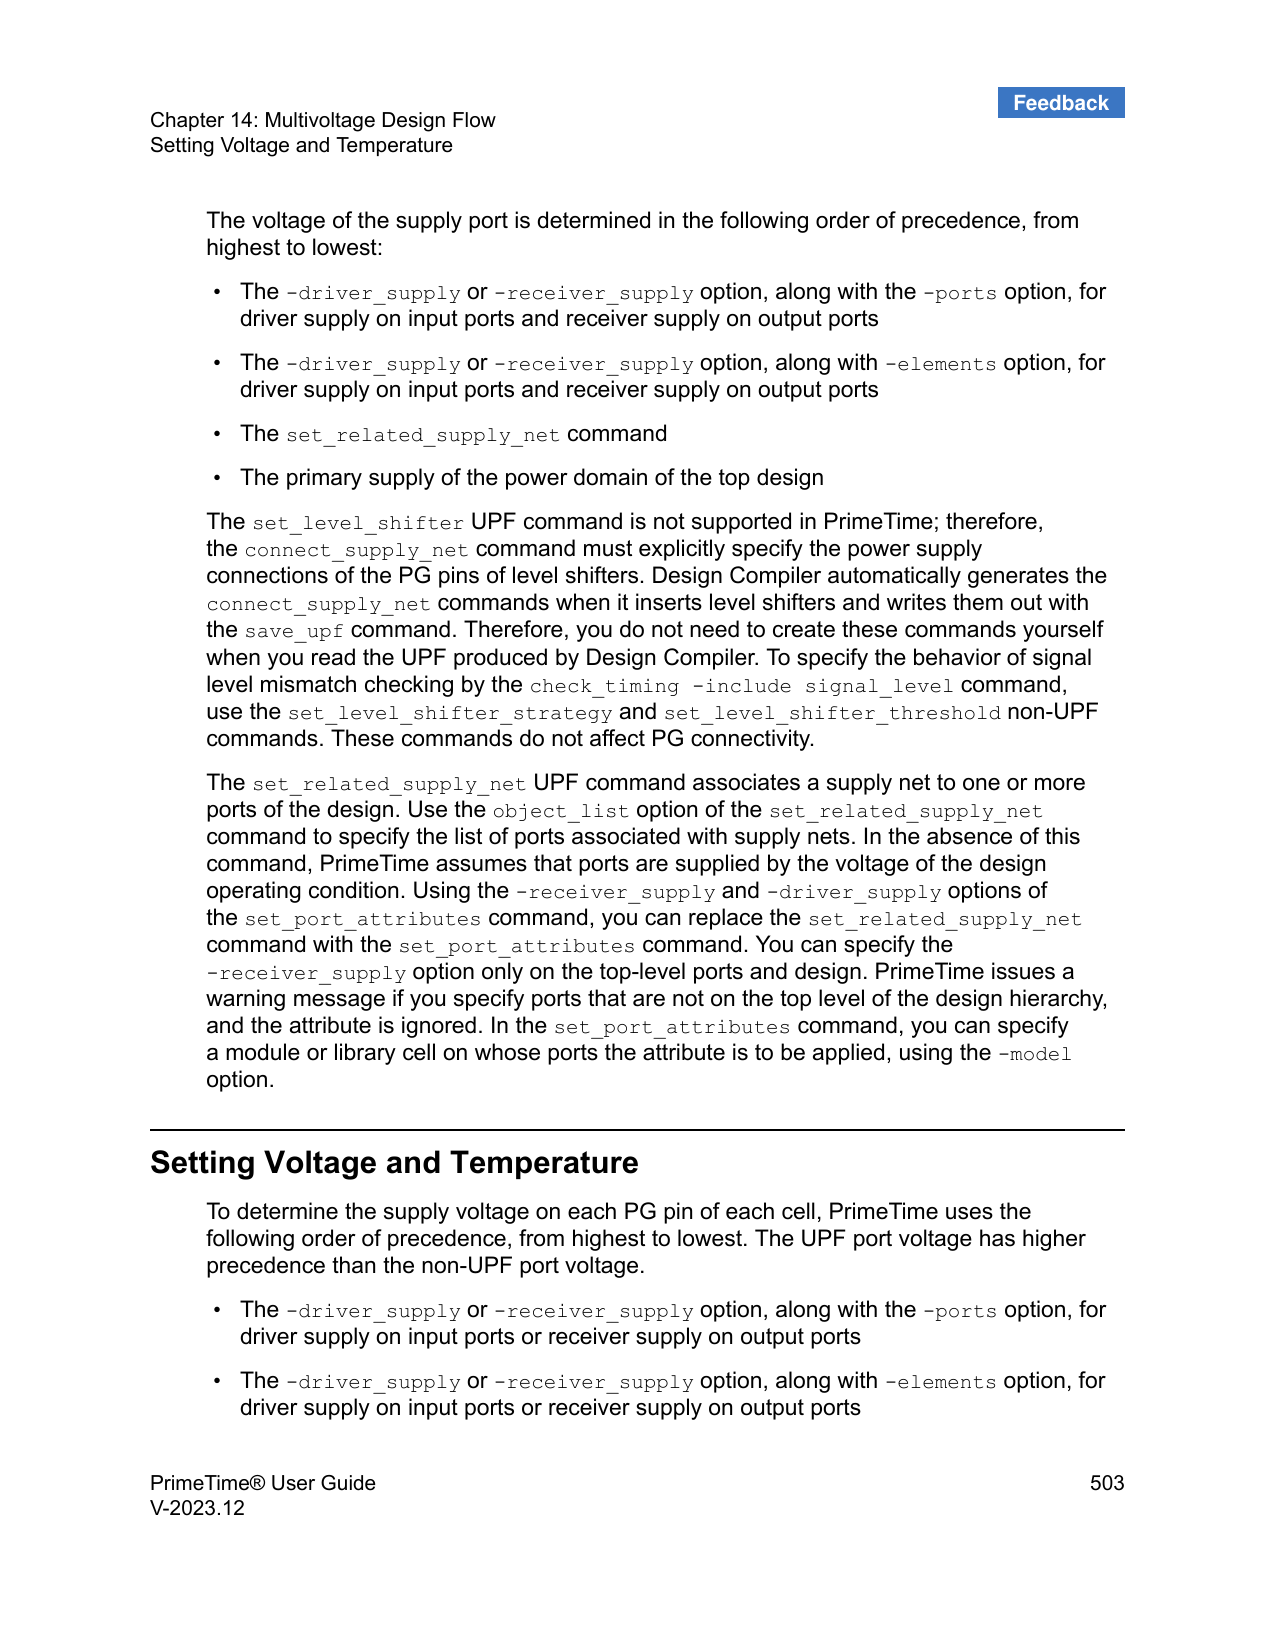 Feedback
Chapter 14: Multivoltage Design Flow
Setting Voltage and Temperature
The voltage of the supply port is determined in the following order of precedence, from
highest to lowest:
• The -driver_supply or -receiver_supply option, along with the -ports option, for
driver supply on input ports and receiver supply on output ports
• The -driver_supply or -receiver_supply option, along with -elements option, for
driver supply on input ports and receiver supply on output ports
• The set_related_supply_net command
• The primary supply of the power domain of the top design
The set_level_shifter UPF command is not supported in PrimeTime; therefore,
the connect_supply_net command must explicitly specify the power supply
connections of the PG pins of level shifters. Design Compiler automatically generates the
connect_supply_net commands when it inserts level shifters and writes them out with
the save_upf command. Therefore, you do not need to create these commands yourself
when you read the UPF produced by Design Compiler. To specify the behavior of signal
level mismatch checking by the check_timing -include signal_level command,
use the set_level_shifter_strategy and set_level_shifter_threshold non-UPF
commands. These commands do not affect PG connectivity.
The set_related_supply_net UPF command associates a supply net to one or more
ports of the design. Use the object_list option of the set_related_supply_net
command to specify the list of ports associated with supply nets. In the absence of this
command, PrimeTime assumes that ports are supplied by the voltage of the design
operating condition. Using the -receiver_supply and -driver_supply options of
the set_port_attributes command, you can replace the set_related_supply_net
command with the set_port_attributes command. You can specify the
-receiver_supply option only on the top-level ports and design. PrimeTime issues a
warning message if you specify ports that are not on the top level of the design hierarchy,
and the attribute is ignored. In the set_port_attributes command, you can specify
a module or library cell on whose ports the attribute is to be applied, using the -model
option.
Setting Voltage and Temperature
To determine the supply voltage on each PG pin of each cell, PrimeTime uses the
following order of precedence, from highest to lowest. The UPF port voltage has higher
precedence than the non-UPF port voltage.
• The -driver_supply or -receiver_supply option, along with the -ports option, for
driver supply on input ports or receiver supply on output ports
• The -driver_supply or -receiver_supply option, along with -elements option, for
driver supply on input ports or receiver supply on output ports
PrimeTime® User Guide 503
V-2023.12